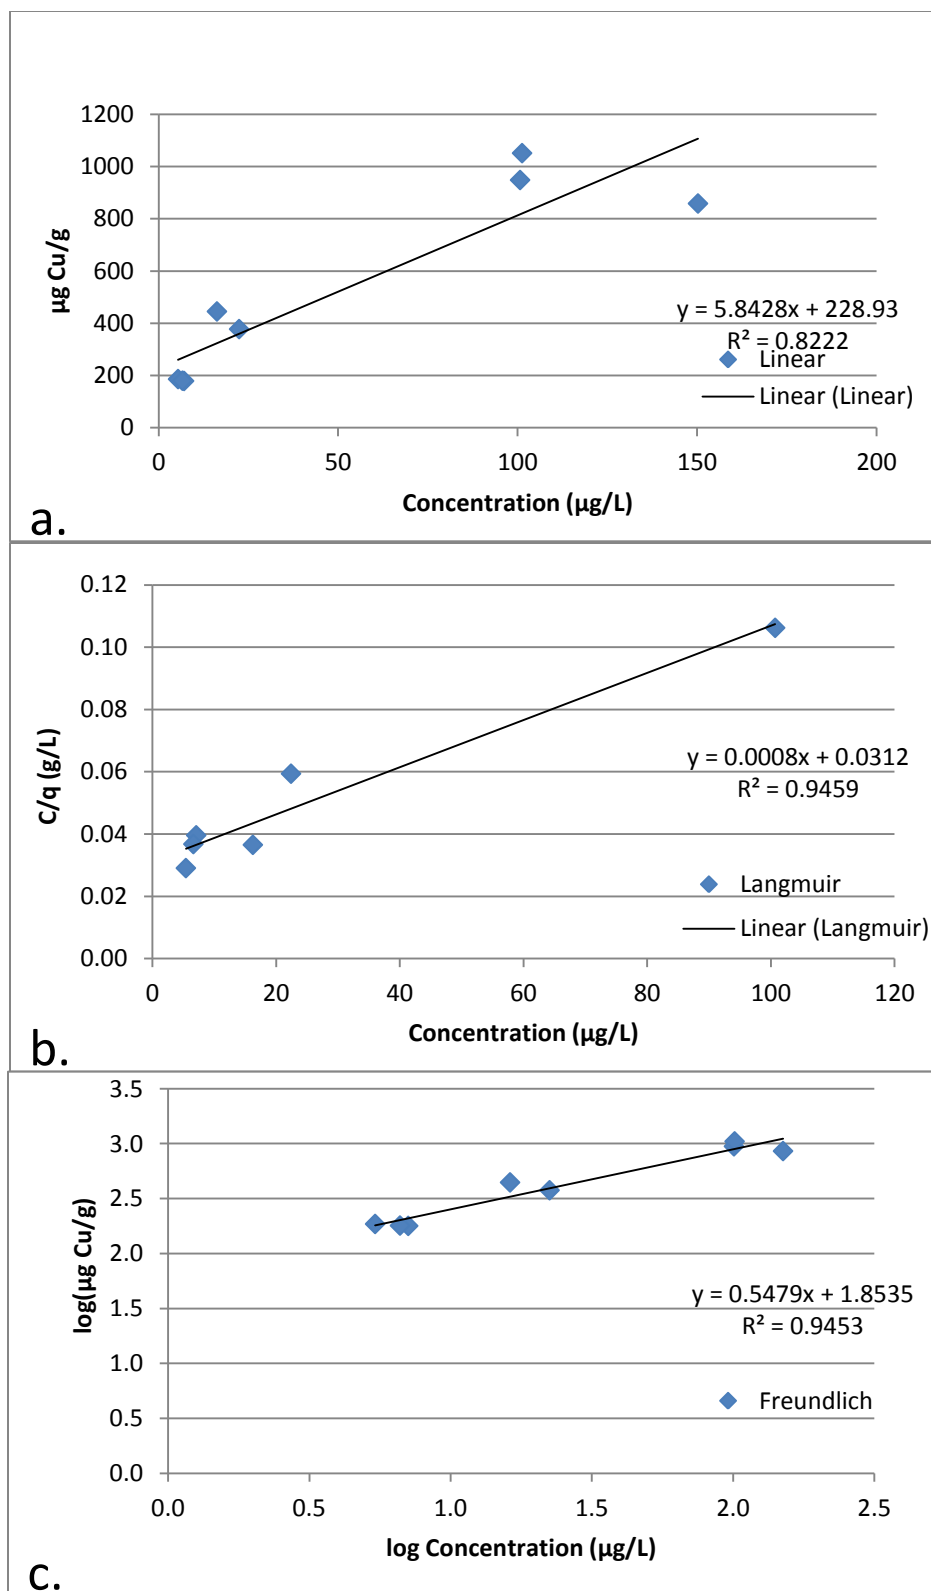 1200
1000
800
600
400
200
0
µg Cu/g
y = 5.8428x + 228.93
R² = 0.8222
Linear
Linear (Linear)
0 50 100 150 200
Concentration (µg/L)
a.
0.12
0.10
0.08
0.06
0.04
0.02
0.00
C/q (g/L)
y = 0.0008x + 0.0312
R² = 0.9459
Langmuir
Linear (Langmuir)
0 20 40 60 80 100 120
Concentration (µg/L)
b.
3.5
3.0
2.5
2.0
1.5
1.0
0.5
0.0
log(µg Cu/g)
y = 0.5479x + 1.8535
R² = 0.9453
Freundlich
0.0 0.5 1.0 1.5 2.0 2.5
log Concentration (µg/L)
c.